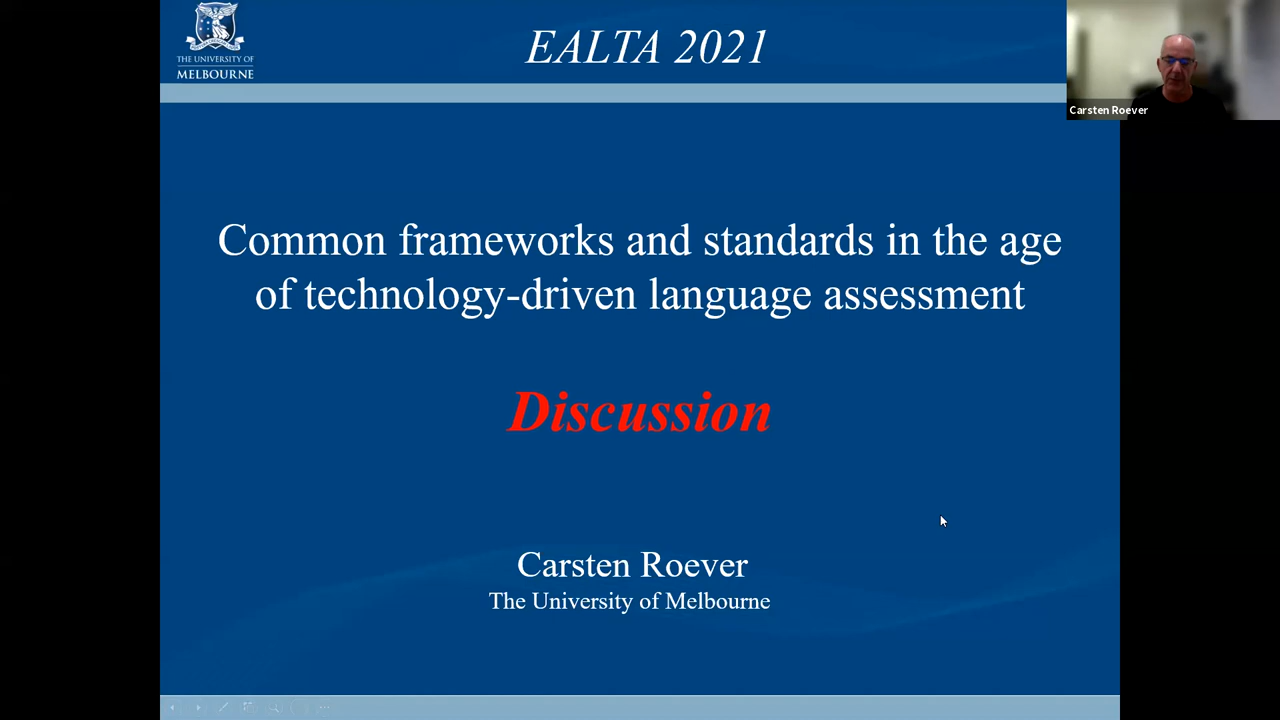 THE UNIVERSITY OF
MELBOURNE
EALTA 2021
Carsten Roever
Common frameworks and standards in the age
of technology-driven language assessment
Discussion
Carsten Roever
The University of Melbourne